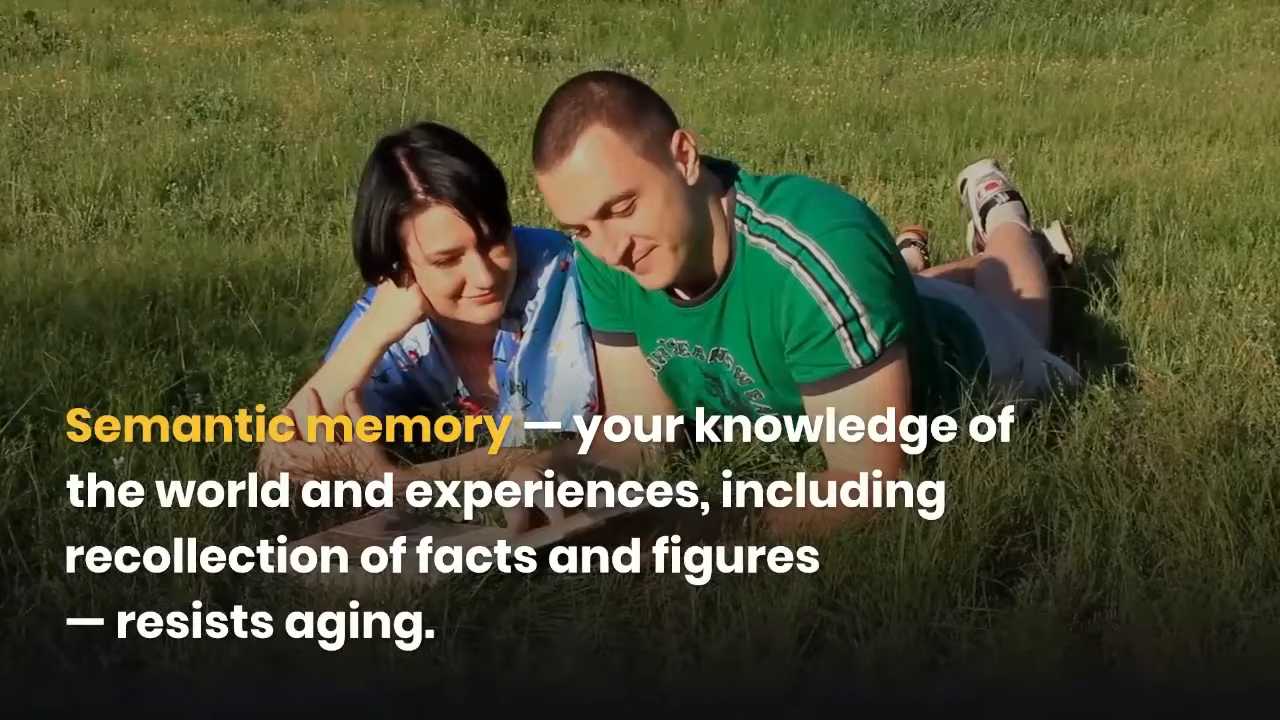 Semantic memory — your knowledge of
the world and experiences, including
recollection of facts and figures
— resists aging.